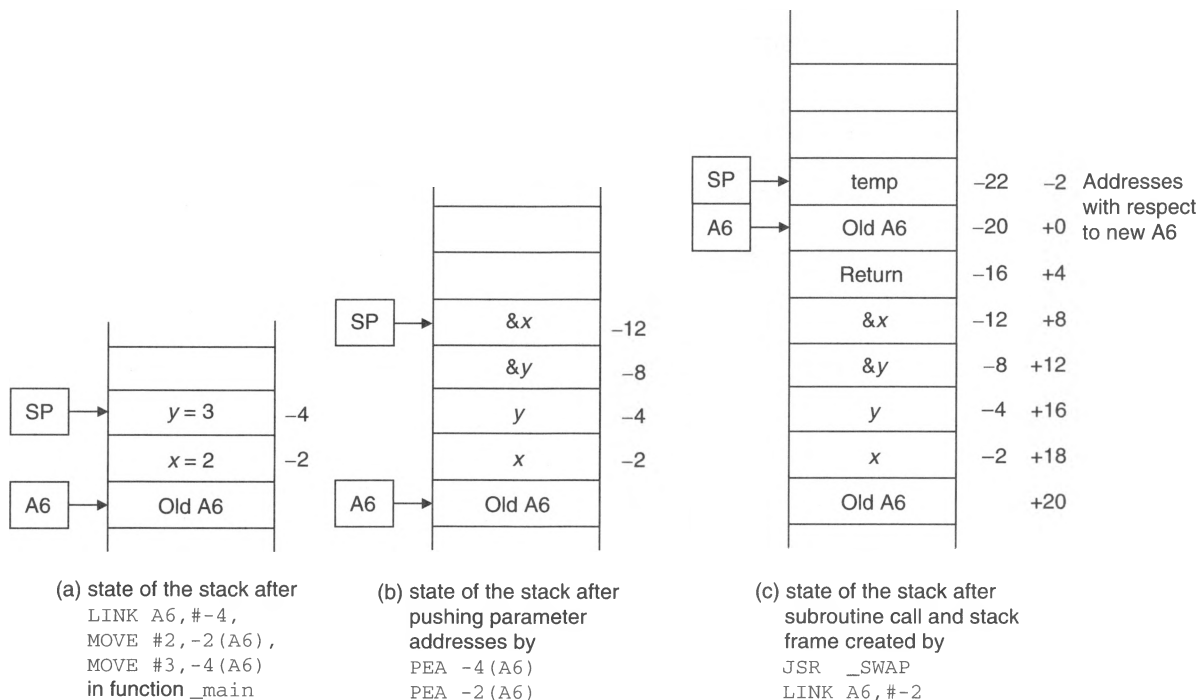 SP
y = 3
−4
x = 2
−2
A6
Old A6
(a) state of the stack after
LINK A6,#-4,
MOVE #2,-2(A6),
MOVE #3,-4(A6)
in function _main
SP
&x
−12
&y
−8
y
−4
x
−2
A6
Old A6
(b) state of the stack after
pushing parameter
addresses by
PEA -4(A6)
PEA -2(A6)
SP
temp
−22 −2 Addresses
with respect
to new A6
A6
Old A6
−20 +0
Return
−16 +4
&x
−12 +8
&y
−8 +12
y
−4 +16
x
−2 +18
Old A6
+20
(c) state of the stack after
subroutine call and stack
frame created by
JSR _SWAP
LINK A6,#-2